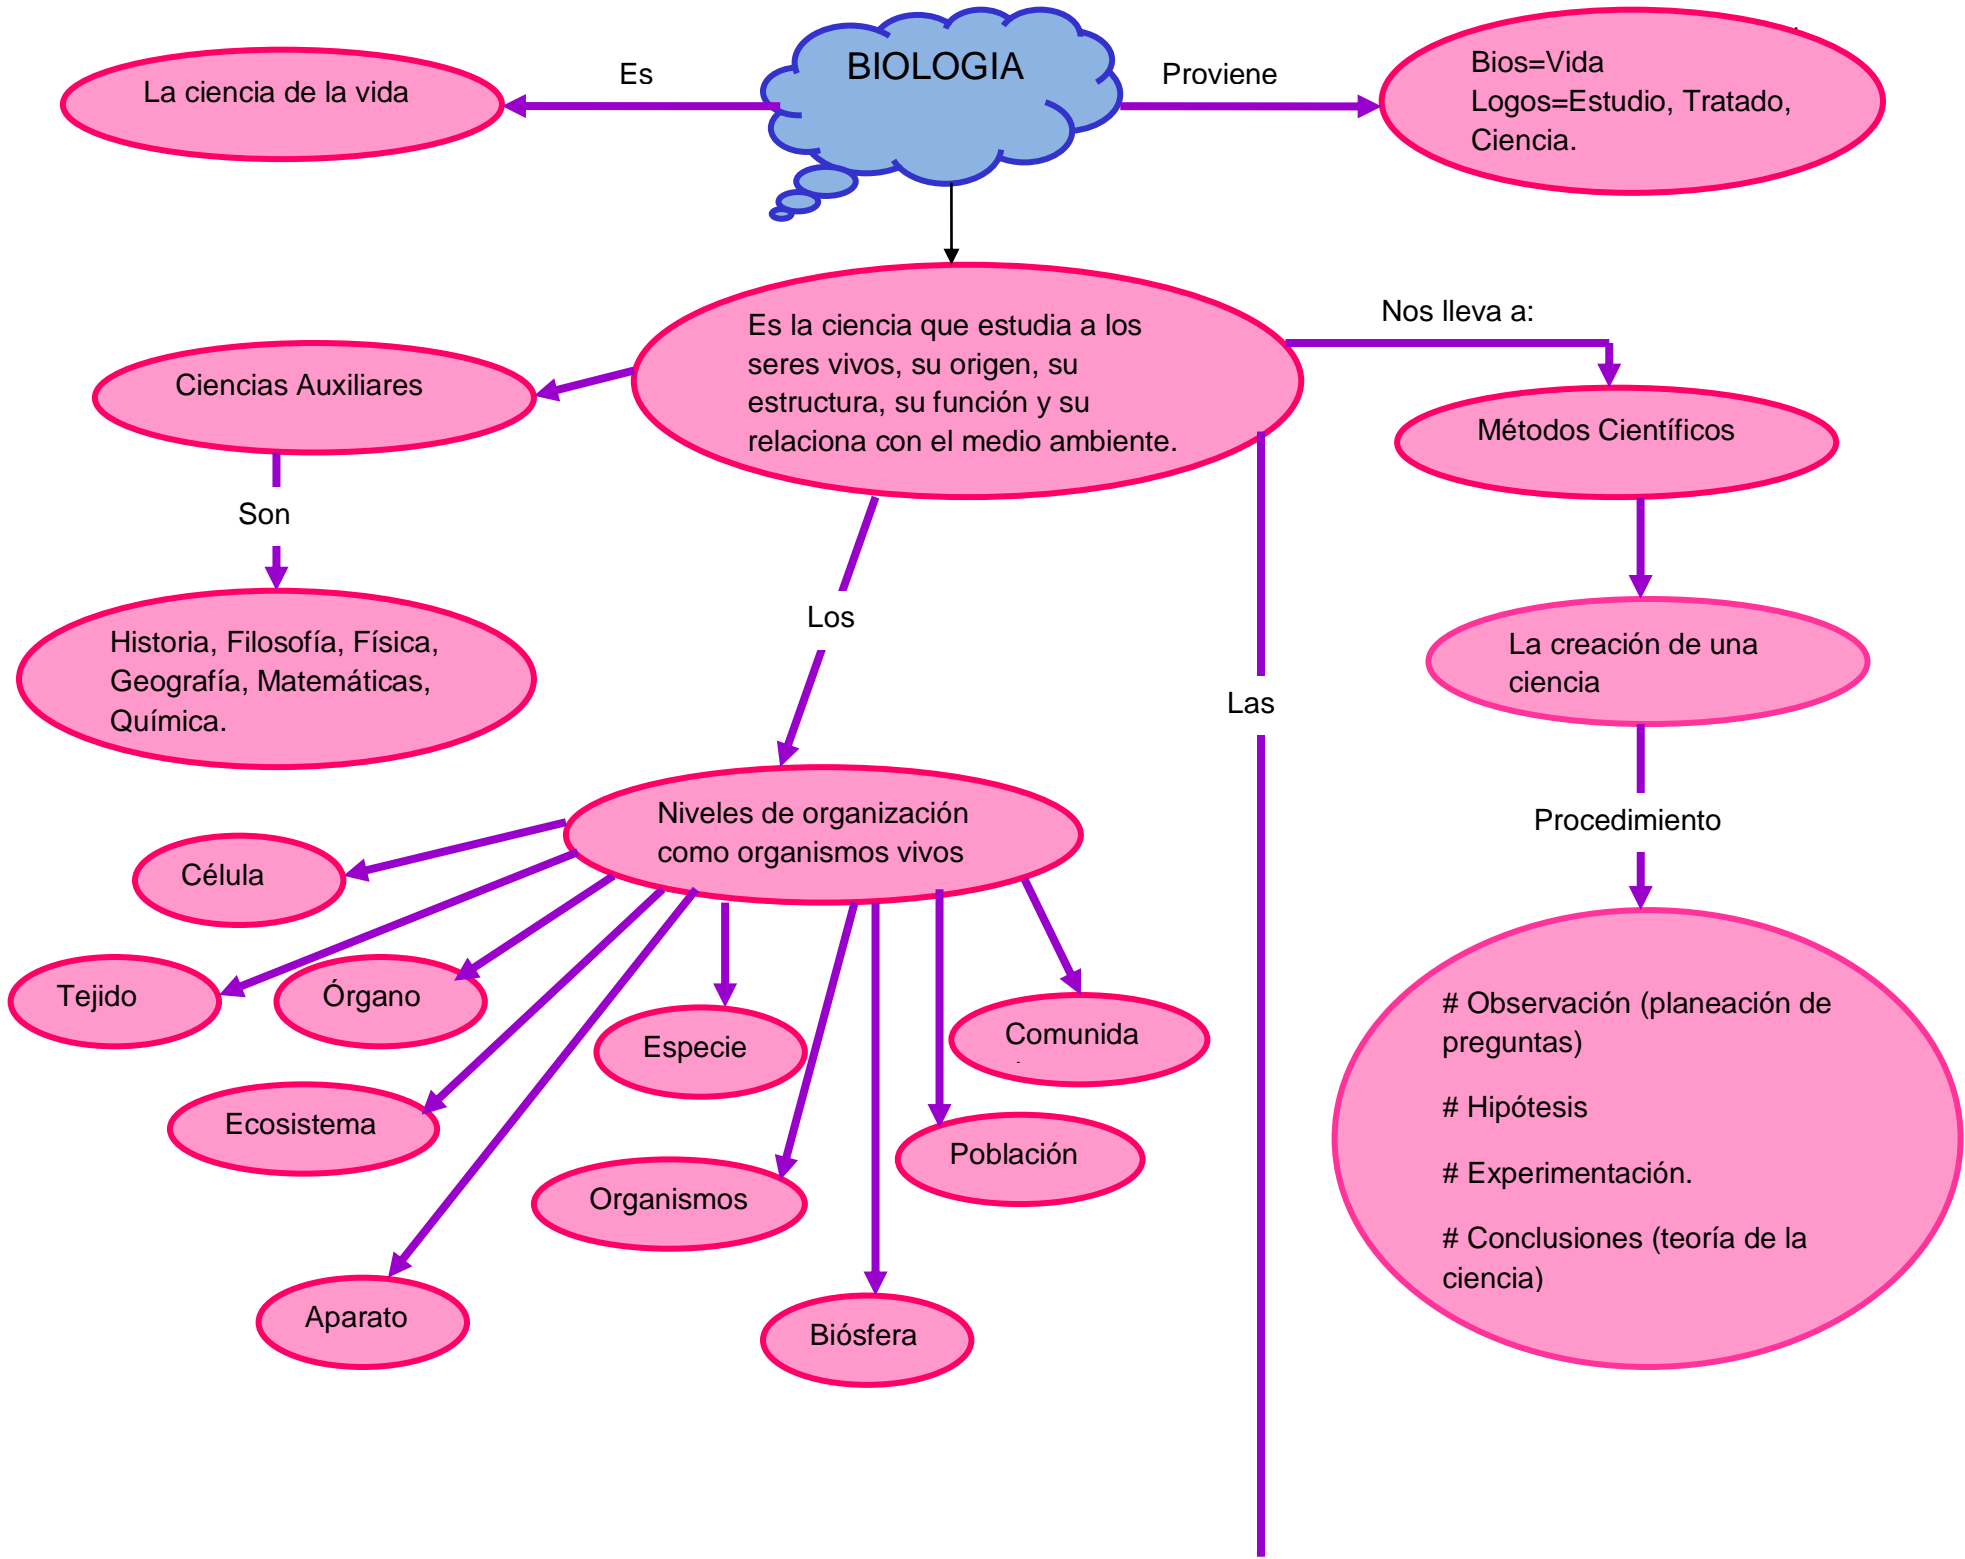 BIOLOGIA
Es
La ciencia de la vida
Proviene
Bios=Vida
Logos=Estudio, Tratado,
Ciencia.
Es la ciencia que estudia a los
seres vivos, su origen, su
estructura, su función y su
relaciona con el medio ambiente.
Nos lleva a:
Ciencias Auxiliares
Métodos Científicos
Son
Historia, Filosofía, Física,
Geografía, Matemáticas,
Química.
Los
Las
La creación de una
ciencia
Niveles de organización
como organismos vivos
Procedimiento
Célula
Tejido
Órgano
Especie
Comunida
Ecosistema
Población
Organismos
Aparato
Biósfera
# Observación (planeación de
preguntas)
# Hipótesis
# Experimentación.
# Conclusiones (teoría de la
ciencia)